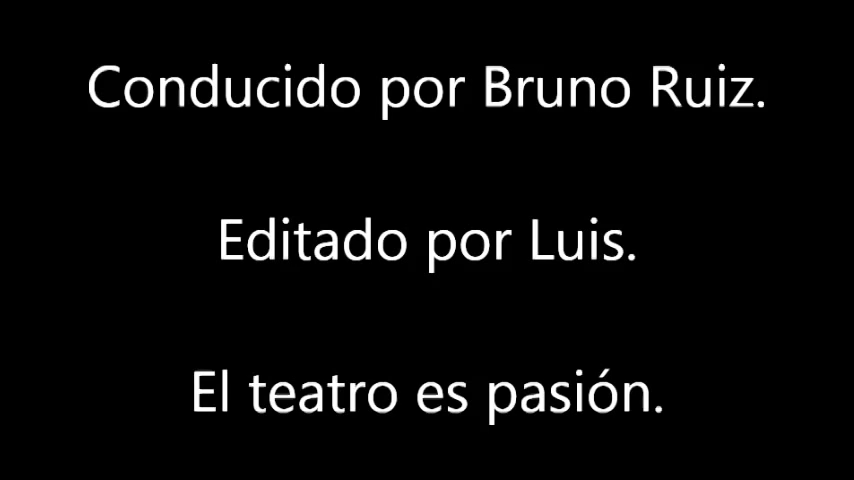 Conducido por Bruno Ruiz.
Editado por Luis.
El teatro es pasión.